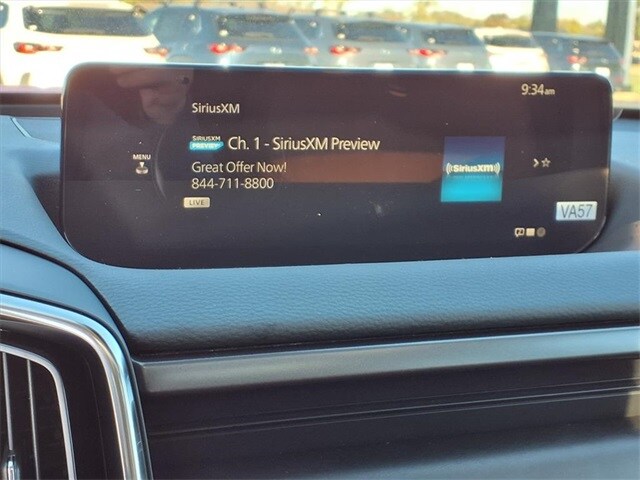 9:34am
SiriusXM
SIRIUSXM
PREVIEW
Ch. 1 - SiriusXM Preview
MENU
Great Offer Now!
844-711-8800
LIVE
((SiriusXM))
VA57